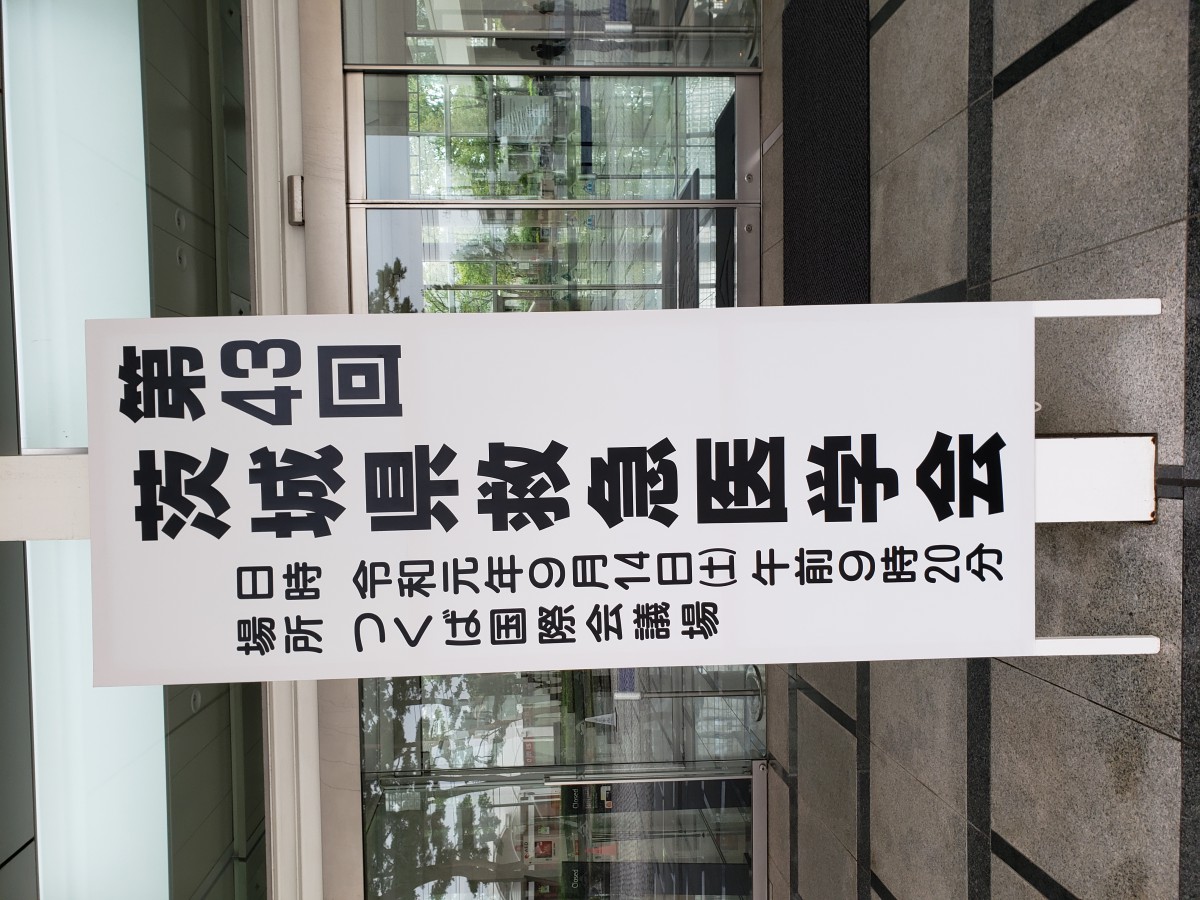 第43回
茨城県救急医学会
日時 令和元年9月14日(土)午前9時20分
場所 つくば国際会議場
Closed
Closed